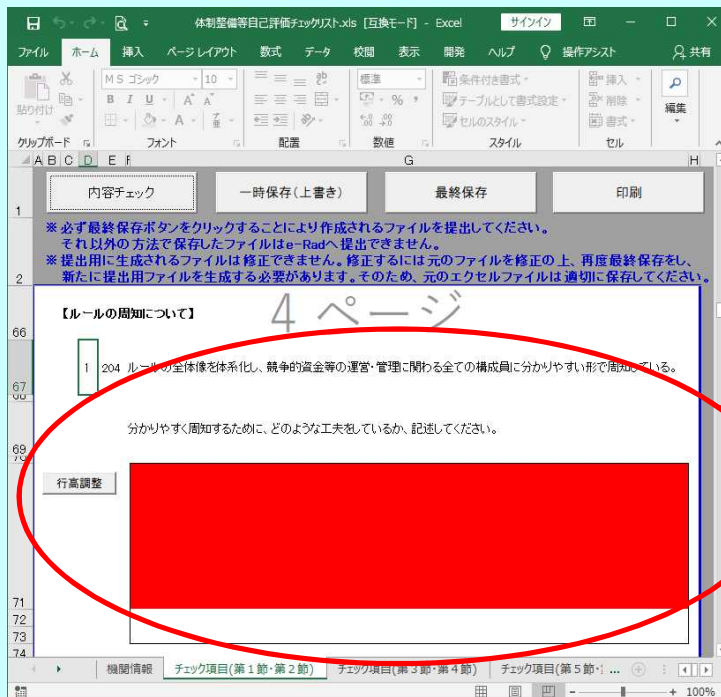 体制整備等自己評価チェックリスト.xls [互換モード] - Excel サインイン
ファイル ホーム 挿入 ページ レイアウト 数式 データ 校閲 表示 開発 ヘルプ 操作アシスト 共有
MS ゴシック 10 標準 条件付き書式 挿入
貼り付け B I U A A % , テーブルとして書式設定 削除 編集
セルのスタイル 書式
クリップボード フォント 配置 数値 スタイル セル
A B C D E F G H
1 内容チェック 一時保存(上書き) 最終保存 印刷
※必ず最終保存ボタンをクリックすることにより作成されるファイルを提出してください。
それ以外の方法で保存したファイルはe-Radへ提出できません。
※提出用に生成されるファイルは修正できません。修正するには元のファイルを修正の上、再度最終保存をし、
2 新たに提出用ファイルを生成する必要があります。そのため、元のエクセルファイルは適切に保存してください。
4 ページ
【ルールの周知について】
66
1 204 ルールの全体像を体系化し、競争的資金等の運営・管理に関わる全ての構成員に分かりやすい形で周知している。
67
分かりやすく周知するために、どのような工夫をしているか、記述してください。
69
行高調整
71
72
73
74
機関情報 チェック項目(第1節・第2節) チェック項目(第3節・第4節) チェック項目(第5節・ ...
100%